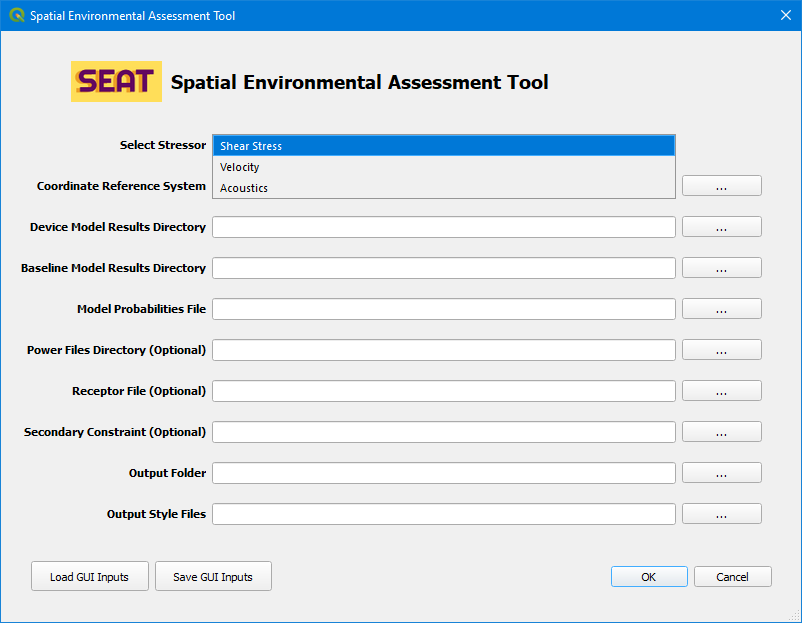 Spatial Environmental Assessment Tool
SEAT Spatial Environmental Assessment Tool
Select Stressor
Shear Stress
Velocity
Acoustics
Coordinate Reference System ...
Device Model Results Directory ...
Baseline Model Results Directory ...
Model Probabilities File ...
Power Files Directory (Optional) ...
Receptor File (Optional) ...
Secondary Constraint (Optional) ...
Output Folder ...
Output Style Files ...
Load GUI Inputs Save GUI Inputs OK Cancel